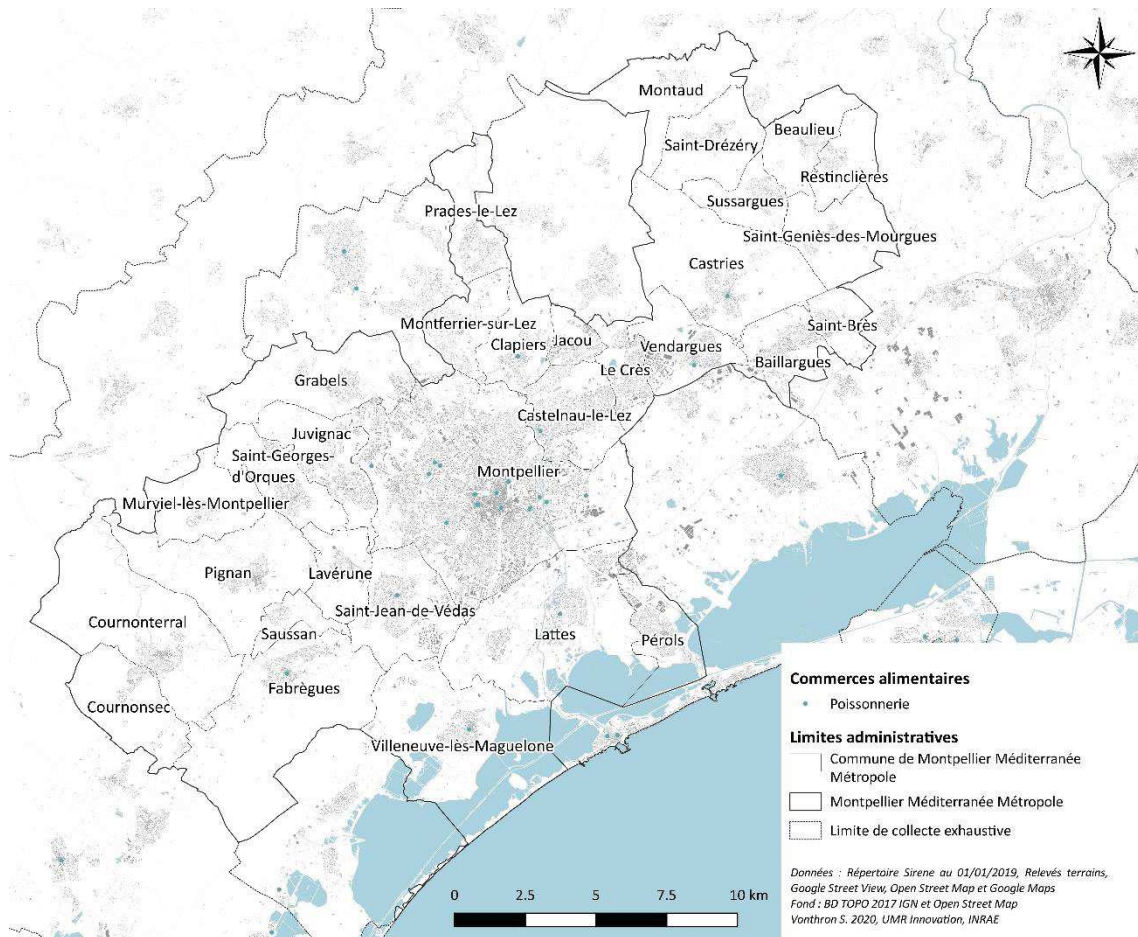 Montaud
Beaulieu
Saint-Drézéry
Restinclières
Sussargues
Prades-le-Lez
Saint-Geniès-des-Mourgues
Castries
Montferrier-sur-Lez
Saint-Brès
Clapiers
Jacou
Vendargues
Baillargues
Le Crès
Grabels
Castelnau-le-Lez
Juvignac
Saint-Georges-
d'Orques
Montpellier
Murviel-lès-Montpellier
Pignan
Lavérune
Saint-Jean-de-Védas
Cournonterral
Saussan
Lattes
Pérols
Fabrègues
Cournonsec
Villeneuve-lès-Maguelone
Commerces alimentaires
Poissonnerie
Limites administratives
Commune de Montpellier Méditerranée
Métropole
Montpellier Méditerranée Métropole
Limite de collecte exhaustive
Données : Répertoire Sirene au 01/01/2019, Relevés terrains,
Google Street View, Open Street Map et Google Maps
Fond : BD TOPO 2017 IGN et Open Street Map
Vonthron S. 2020, UMR Innovation, INRAE
0 2.5 5 7.5 10 km